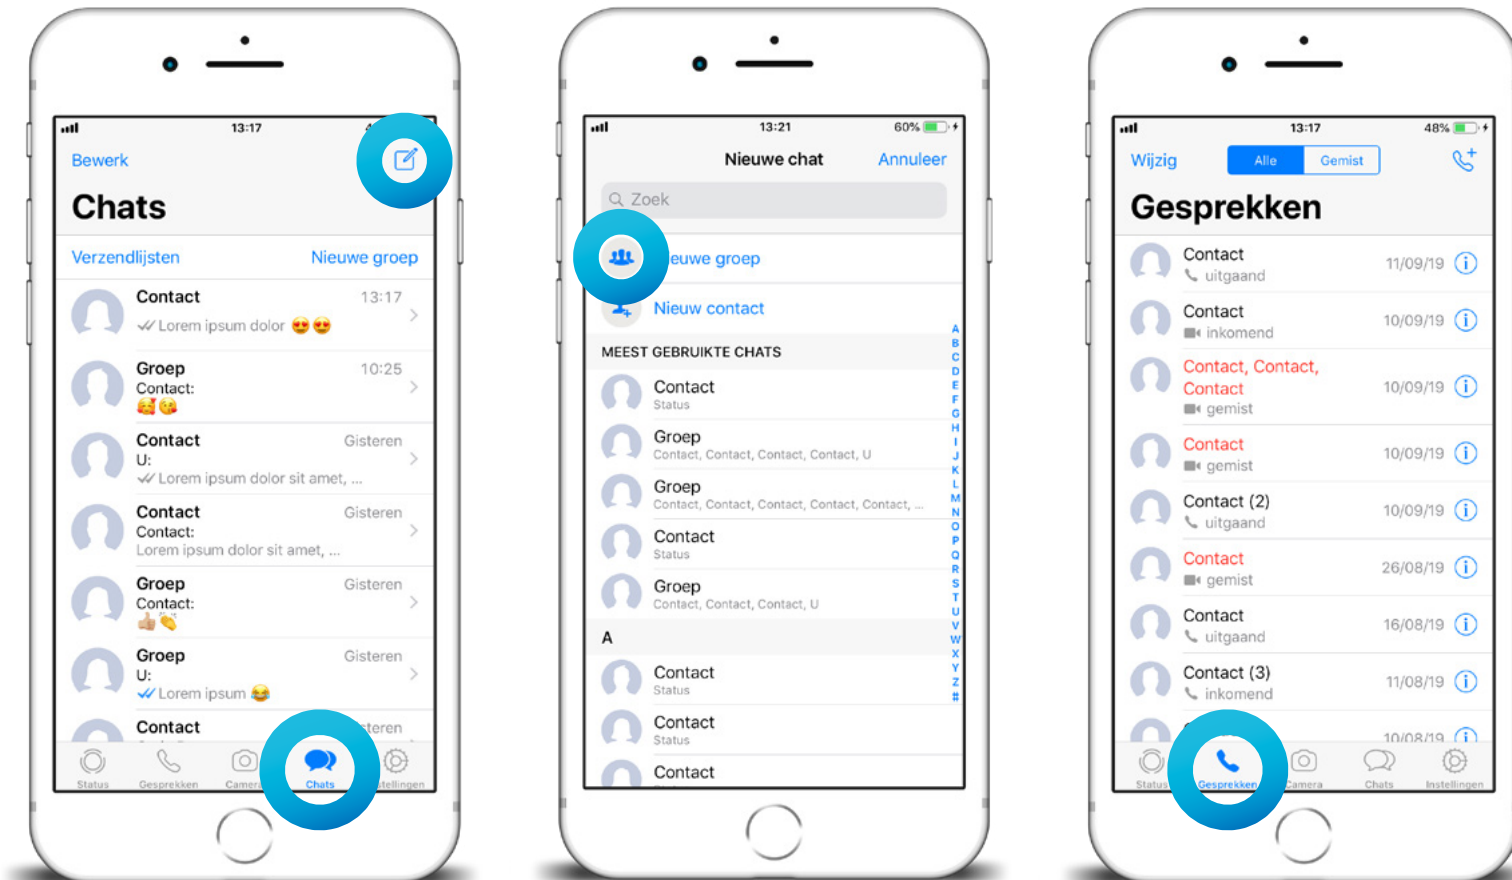 13:17
Bewerk
Chats
Verzendlijsten Nieuwe groep
Contact 13:17
Lorem ipsum dolor 😍😍
Groep 10:25
Contact:
🥰😘
Contact Gisteren
U:
Lorem ipsum dolor sit amet, ...
Contact Gisteren
Contact:
Lorem ipsum dolor sit amet, ...
Groep Gisteren
Contact:
👍🏼👏🏼
Groep Gisteren
U:
Lorem ipsum 😂
Contact
Status Gesprekken Camera Chats
13:21 60%
Nieuwe chat Annuleer
Zoek
euwe groep
Nieuw contact
MEEST GEBRUIKTE CHATS
Contact
Status
Groep
Contact, Contact, Contact, Contact, U
Groep
Contact, Contact, Contact, Contact, Contact, ...
Contact
Status
Groep
Contact, Contact, Contact, U
A
Contact
Status
Contact
Status
Contact
A
B
C
D
E
F
G
H
I
J
K
L
M
N
O
P
Q
R
S
T
U
V
W
X
Y
Z
#
13:17 48%
Wijzig Alle Gemist
Gesprekken
Contact 11/09/19
uitgaand
Contact 10/09/19
inkomend
Contact, Contact,
Contact 10/09/19
gemist
Contact 10/09/19
gemist
Contact (2) 10/09/19
uitgaand
Contact 26/08/19
gemist
Contact 16/08/19
uitgaand
Contact (3) 11/08/19
inkomend
10/08/19
Status Gesprekken Camera Chats Instellingen